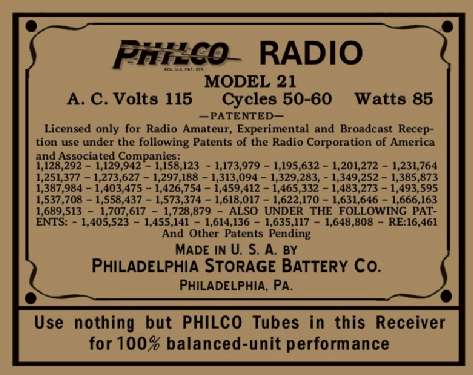 PHILCO RADIO
REG. U.S. PAT. OFF.
MODEL 21
A. C. Volts 115 Cycles 50-60 Watts 85
—PATENTED—
Licensed only for Radio Amateur, Experimental and Broadcast Recep-
tion use under the following Patents of the Radio Corporation of America
and Associated Companies:
1,128,292 – 1,129,942 – 1,158,123 - 1,173,979 – 1,195,632 – 1,201,272 – 1,231,764
1,251,377 – 1,273,627 – 1,297,188 – 1,313,094 – 1,329,283, – 1,349,252 – 1,385,873
1,387,984 – 1,403,475 – 1,426,754 – 1,459,412 – 1,465,332 – 1,483,273 – 1,493,595
1,537,708 – 1,558,437 – 1,573,374 – 1,618,017 – 1,622,170 – 1,631,646 – 1,666,163
1,689,513 - 1,707,617 – 1,728,879 – ALSO UNDER THE FOLLOWING PAT-
ENTS: - 1,405,523 – 1,455,141 – 1,614,136 – 1,635,117 – 1,648,808 – RE:16,461
And Other Patents Pending
MADE IN U. S. A. BY
PHILADELPHIA STORAGE BATTERY CO.
PHILADELPHIA, PA.
Use nothing but PHILCO Tubes in this Receiver
for 100% balanced-unit performance